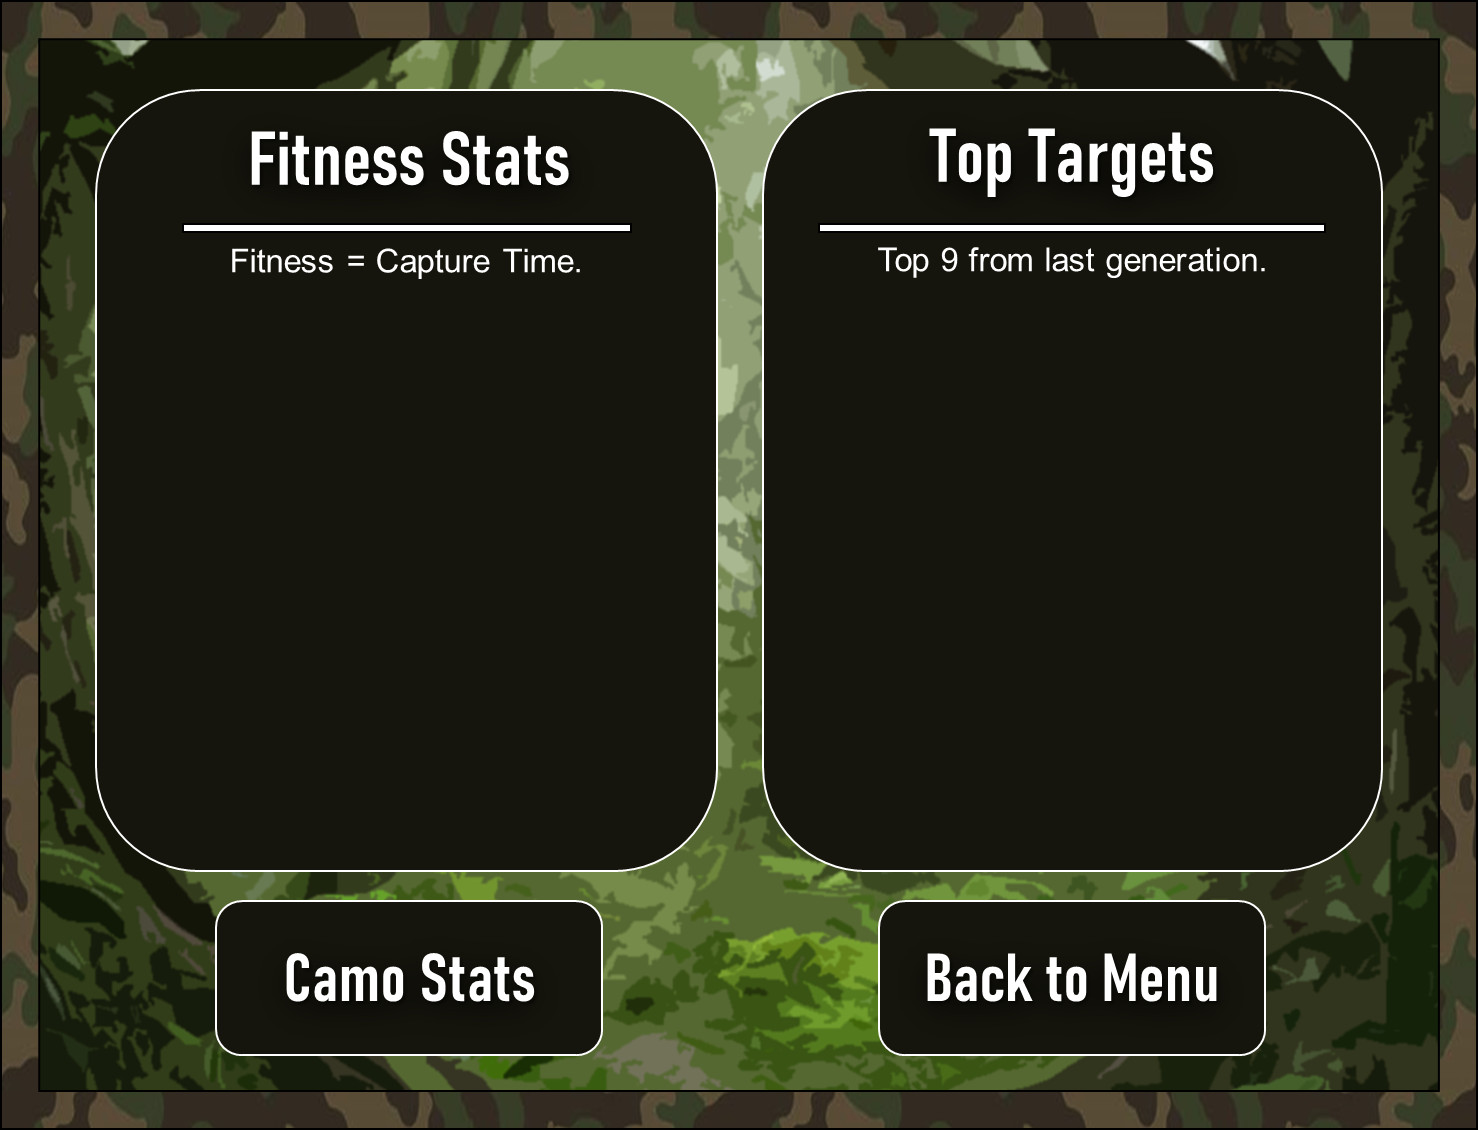 Fitness Stats
Fitness = Capture Time.
Top Targets
Top 9 from last generation.
Camo Stats
Back to Menu